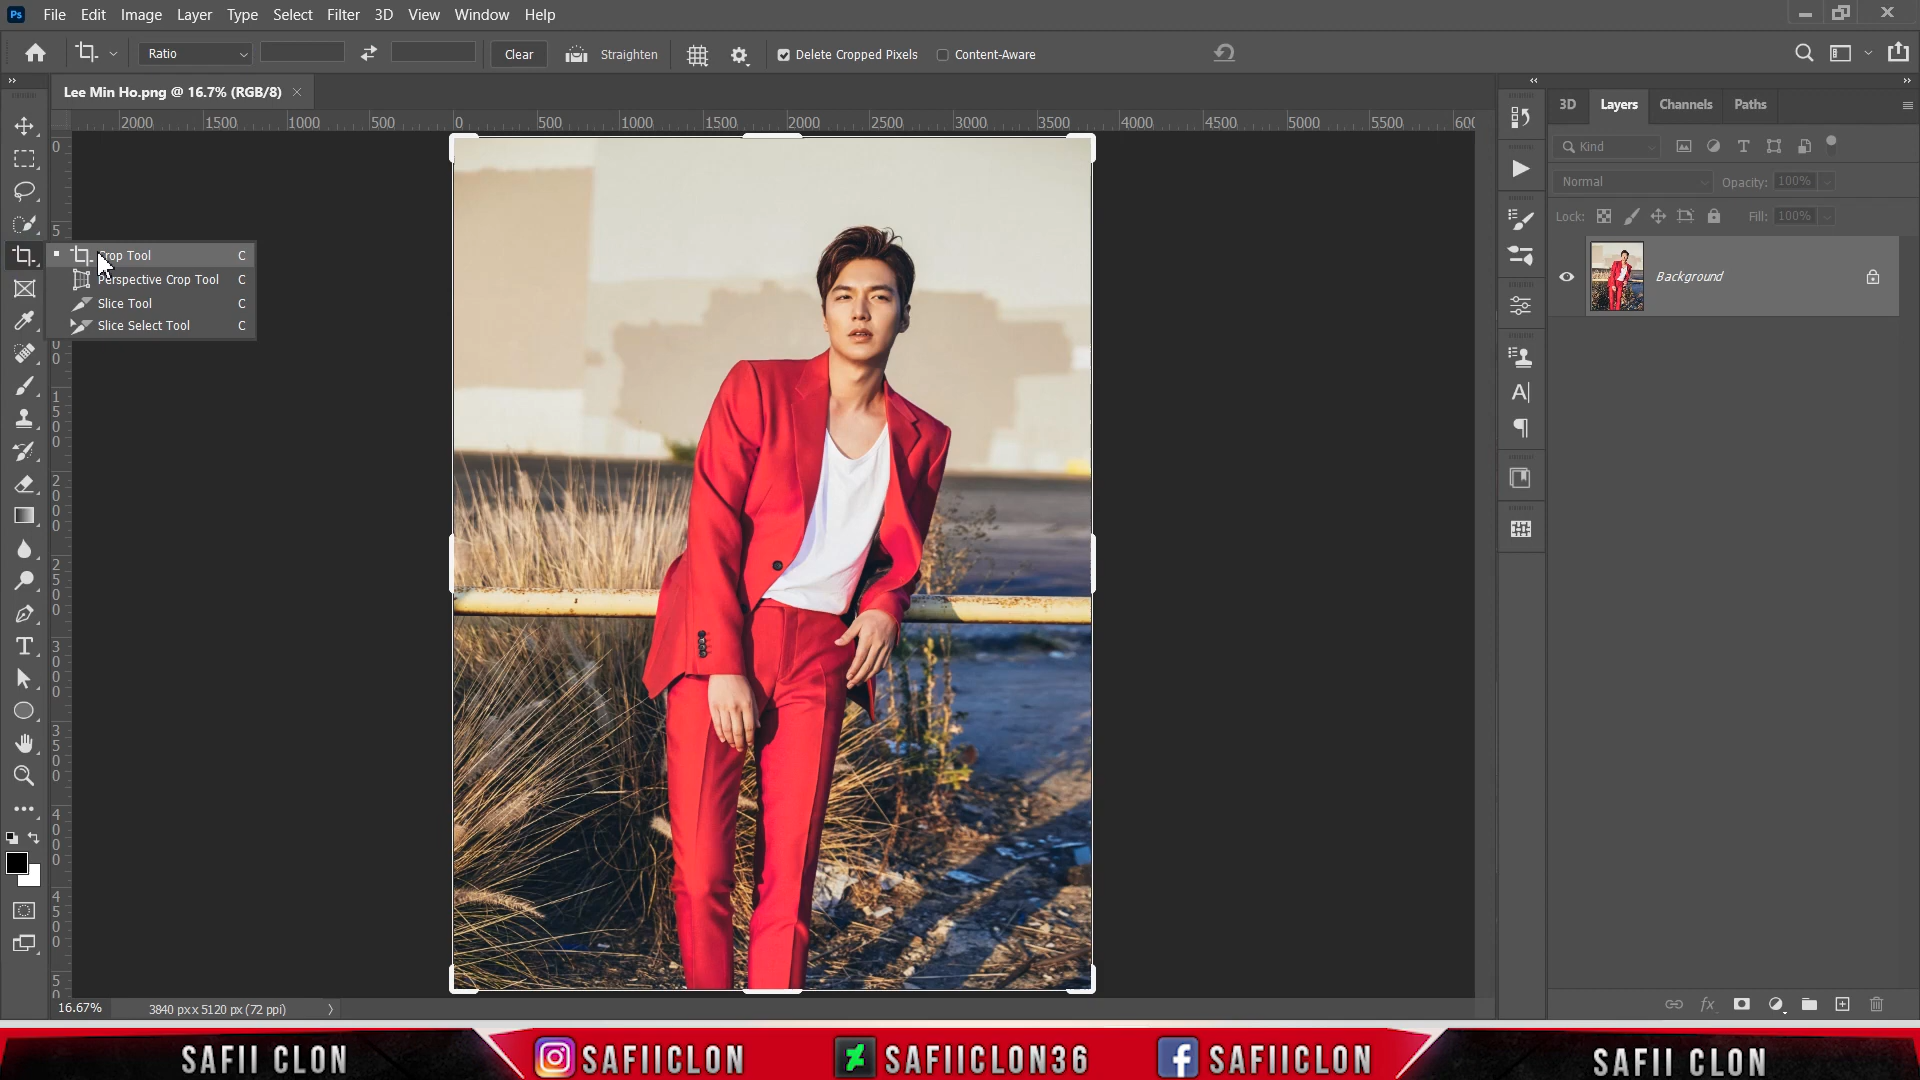 Ps File Edit Image Layer Type Select Filter 3D View Window Help
Ratio Clear Straighten Delete Cropped Pixels Content-Aware
Lee Min Ho.png @ 16.7% (RGB/8)
2000 1500 1000 500 0 500 1000 1500 2000 2500 3000 3500 4000 4500 5000 5500
Crop Tool C
Perspective Crop Tool C
Slice Tool C
Slice Select Tool C
3D Layers Channels Paths
Kind
Normal Opacity: 100%
Lock: Fill: 100%
Background
16.67% 3840 px x 5120 px (72 ppi)
SAFII CLON SAFIICLON SAFIICLON36 SAFIICLON SAFII CLON